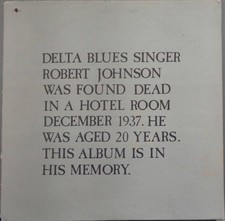 DELTA BLUES SINGER
ROBERT JOHNSON
WAS FOUND DEAD
IN A HOTEL ROOM
DECEMBER 1937. HE
WAS AGED 20 YEARS.
THIS ALBUM IS IN
HIS MEMORY.